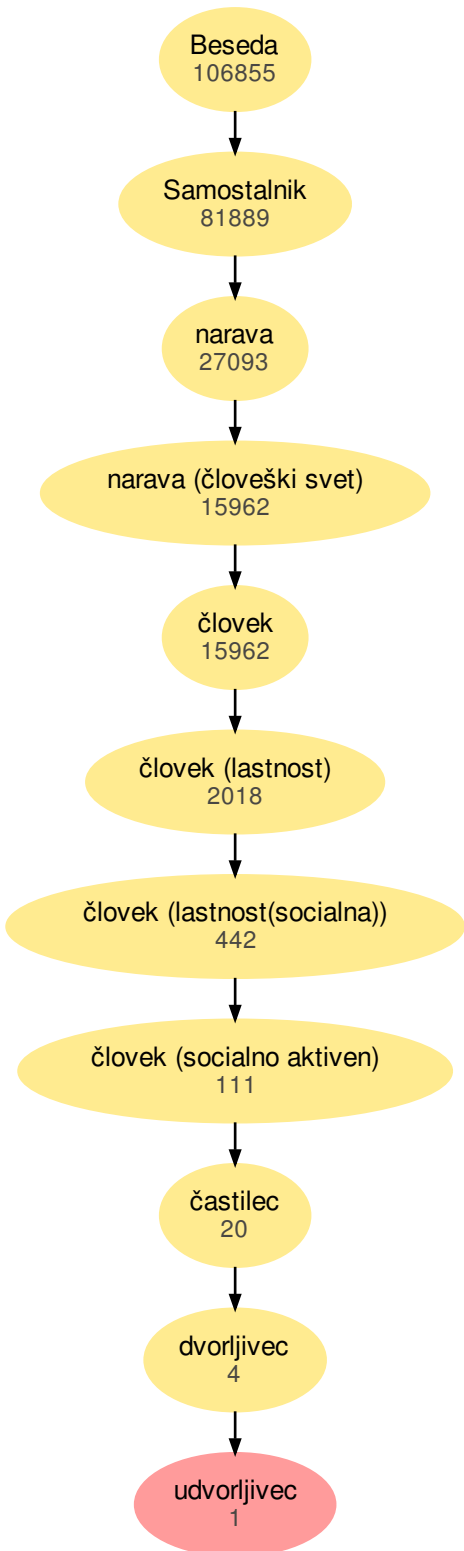 Beseda
106855
Samostalnik
81889
narava
27093
narava (človeški svet)
15962
človek
15962
človek (lastnost)
2018
človek (lastnost(socialna))
442
človek (socialno aktiven)
111
častilec
20
dvorljivec
4
udvorljivec
1